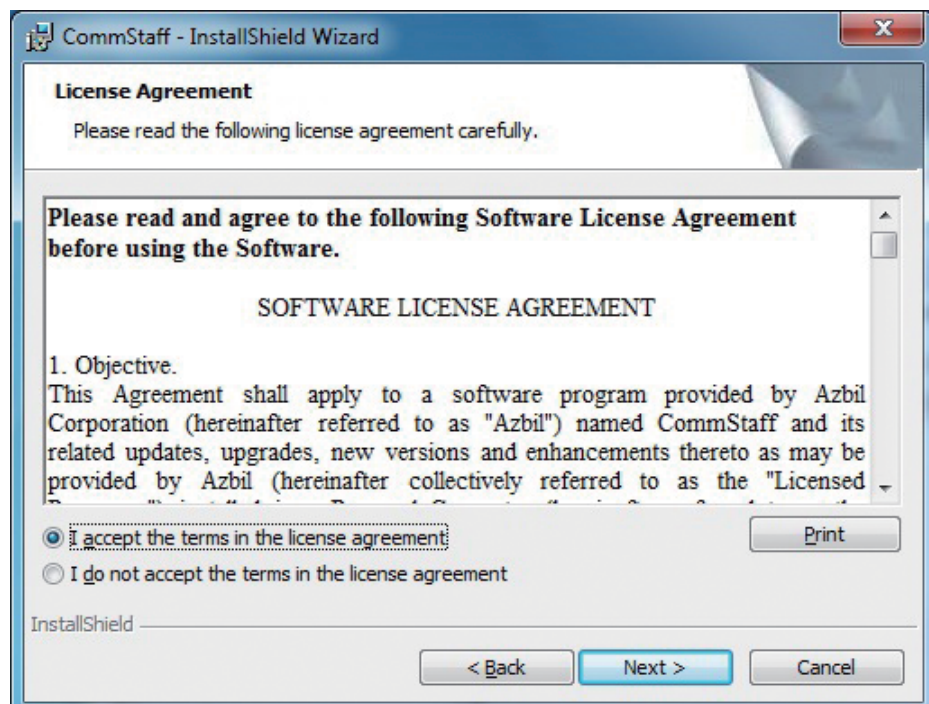 CommStaff - InstallShield Wizard
License Agreement
Please read the following license agreement carefully.
Please read and agree to the following Software License Agreement
before using the Software.
SOFTWARE LICENSE AGREEMENT
1. Objective.
This Agreement shall apply to a software program provided by Azbil
Corporation (hereinafter referred to as "Azbil") named CommStaff and its
related updates, upgrades, new versions and enhancements thereto as may be
provided by Azbil (hereinafter collectively referred to as the "Licensed
I accept the terms in the license agreement
Print
I do not accept the terms in the license agreement
InstallShield
< Back
Next >
Cancel